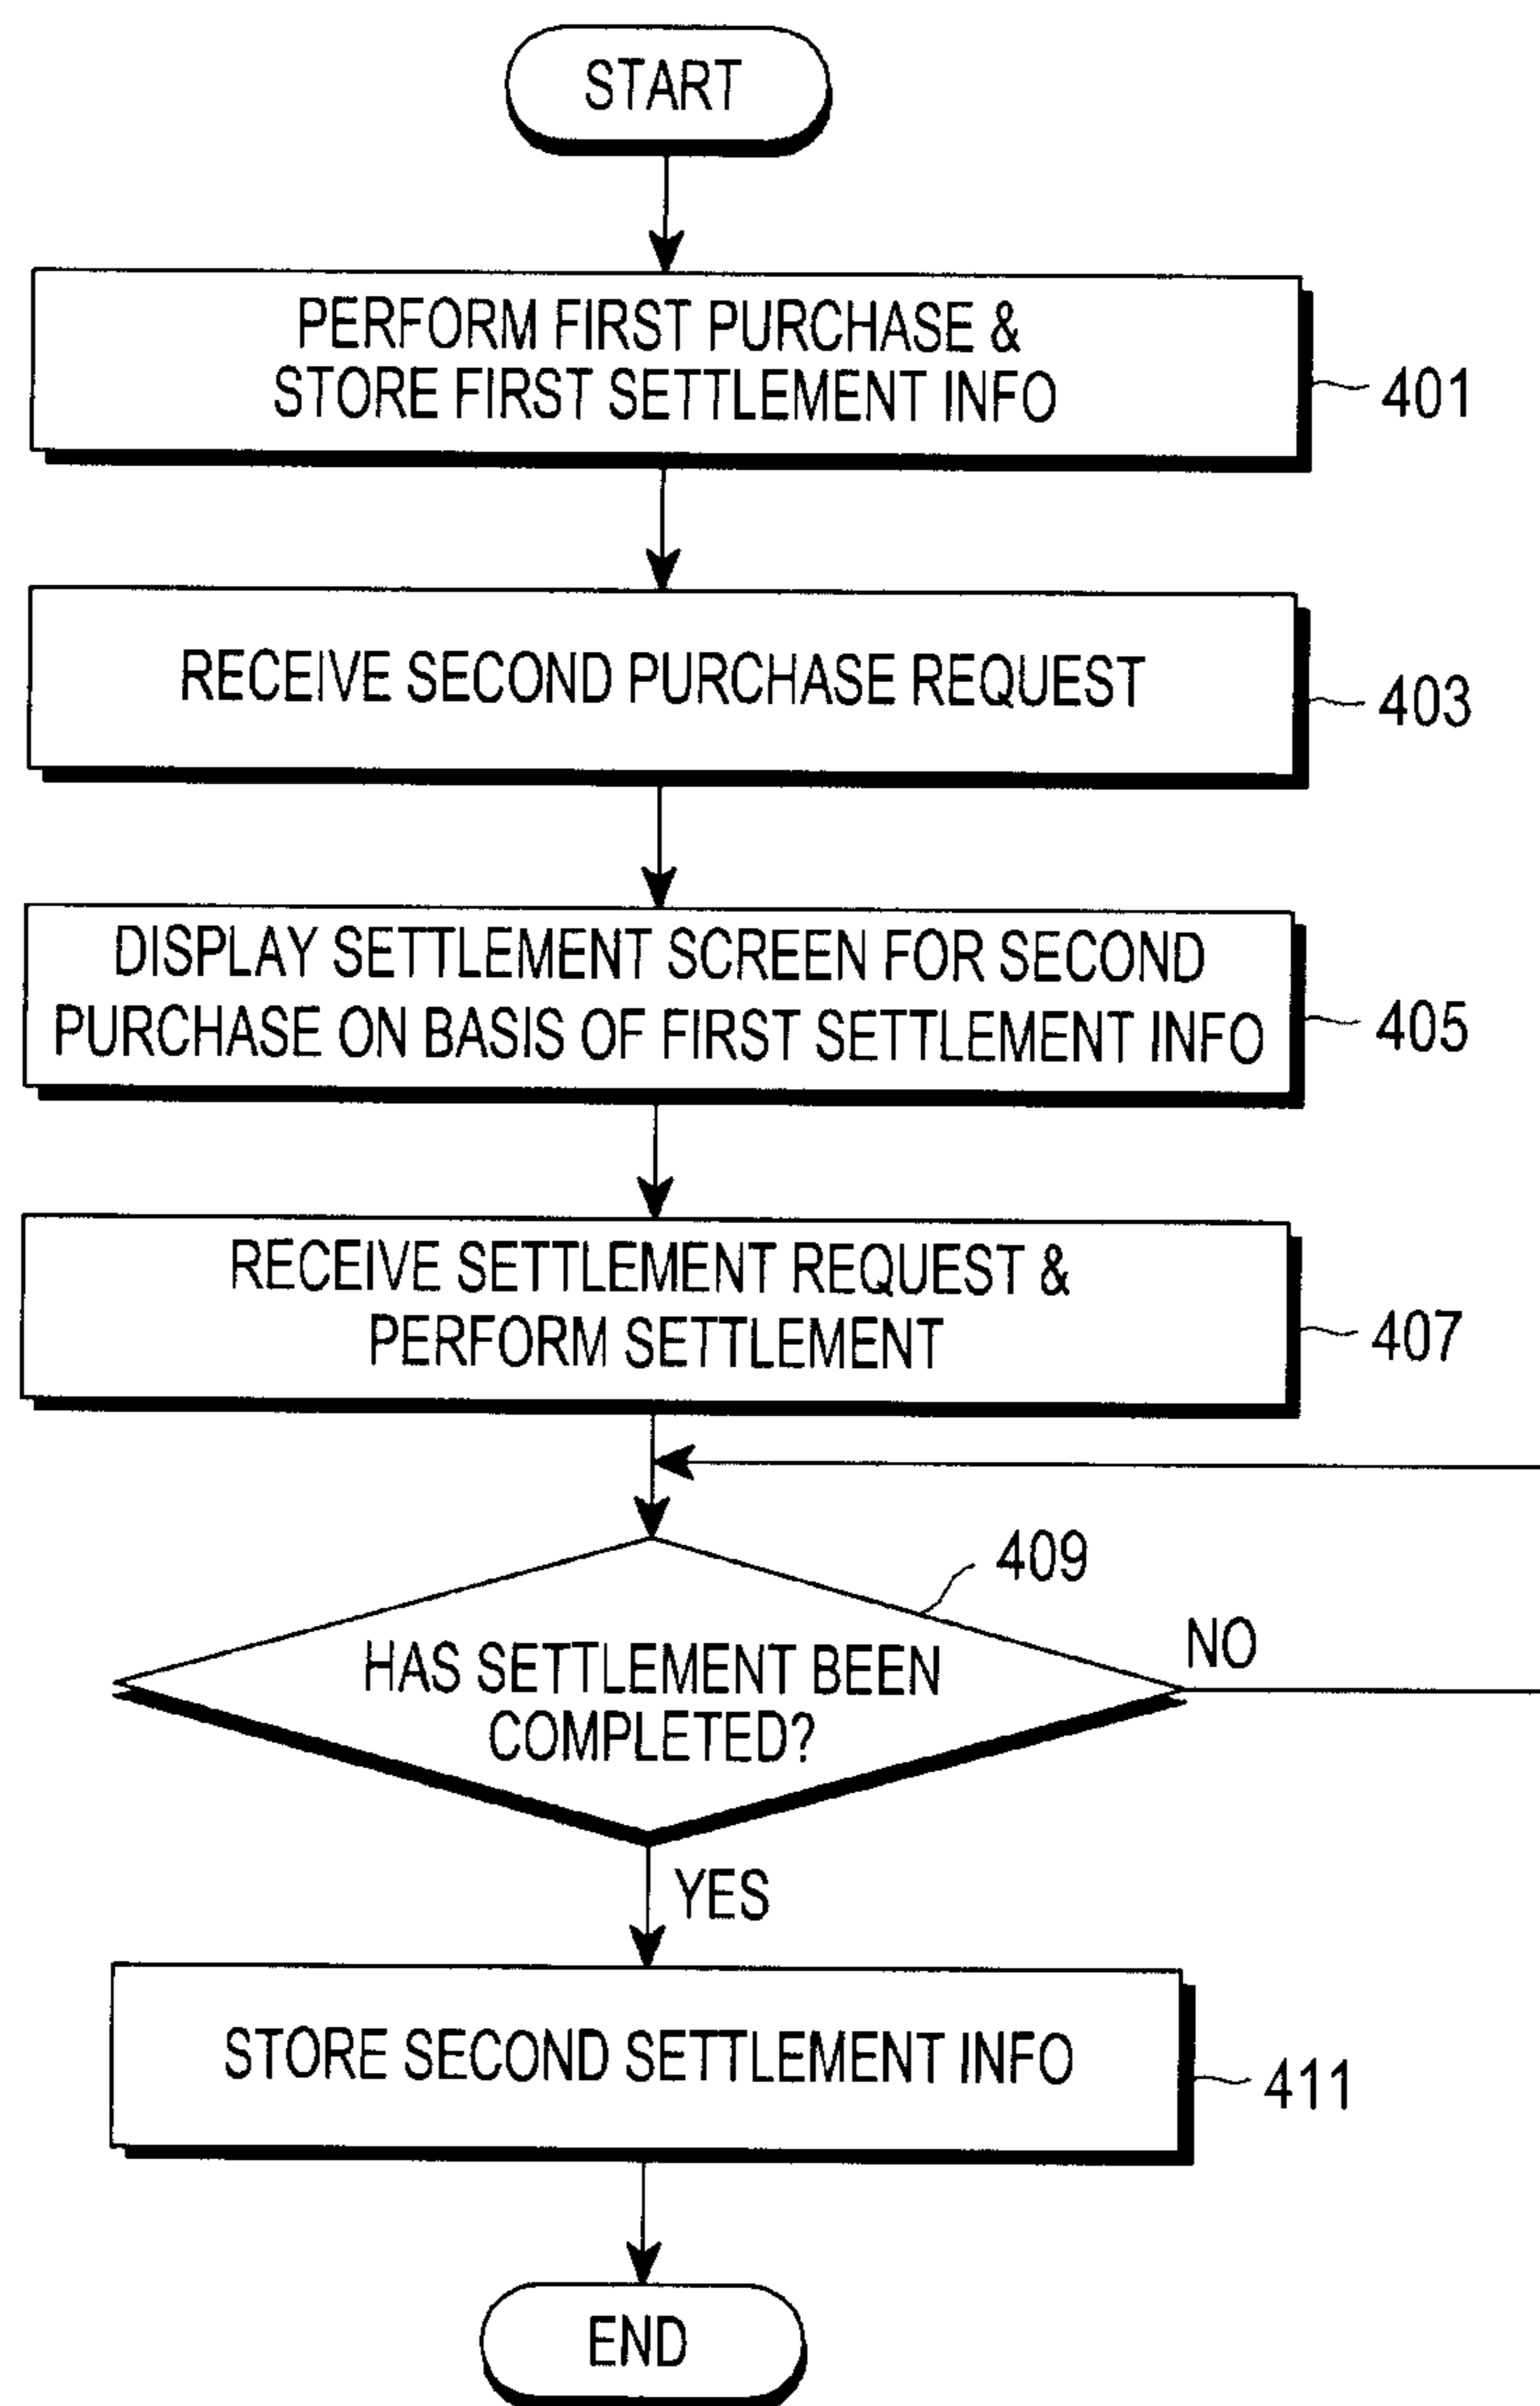 START
PERFORM FIRST PURCHASE &
STORE FIRST SETTLEMENT INFO
401
RECEIVE SECOND PURCHASE REQUEST
403
DISPLAY SETTLEMENT SCREEN FOR SECOND
PURCHASE ON BASIS OF FIRST SETTLEMENT INFO
405
RECEIVE SETTLEMENT REQUEST &
PERFORM SETTLEMENT
407
409
HAS SETTLEMENT BEEN
COMPLETED?
NO
YES
STORE SECOND SETTLEMENT INFO
411
END